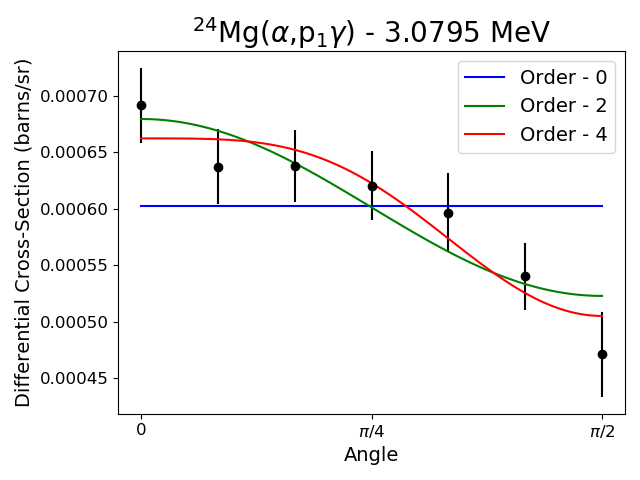 ²⁴Mg(α,p₁γ) - 3.0795 MeV
Order - 0
Order - 2
Order - 4
Differential Cross-Section (barns/sr)
0.00070
0.00065
0.00060
0.00055
0.00050
0.00045
0
π/4
π/2
Angle